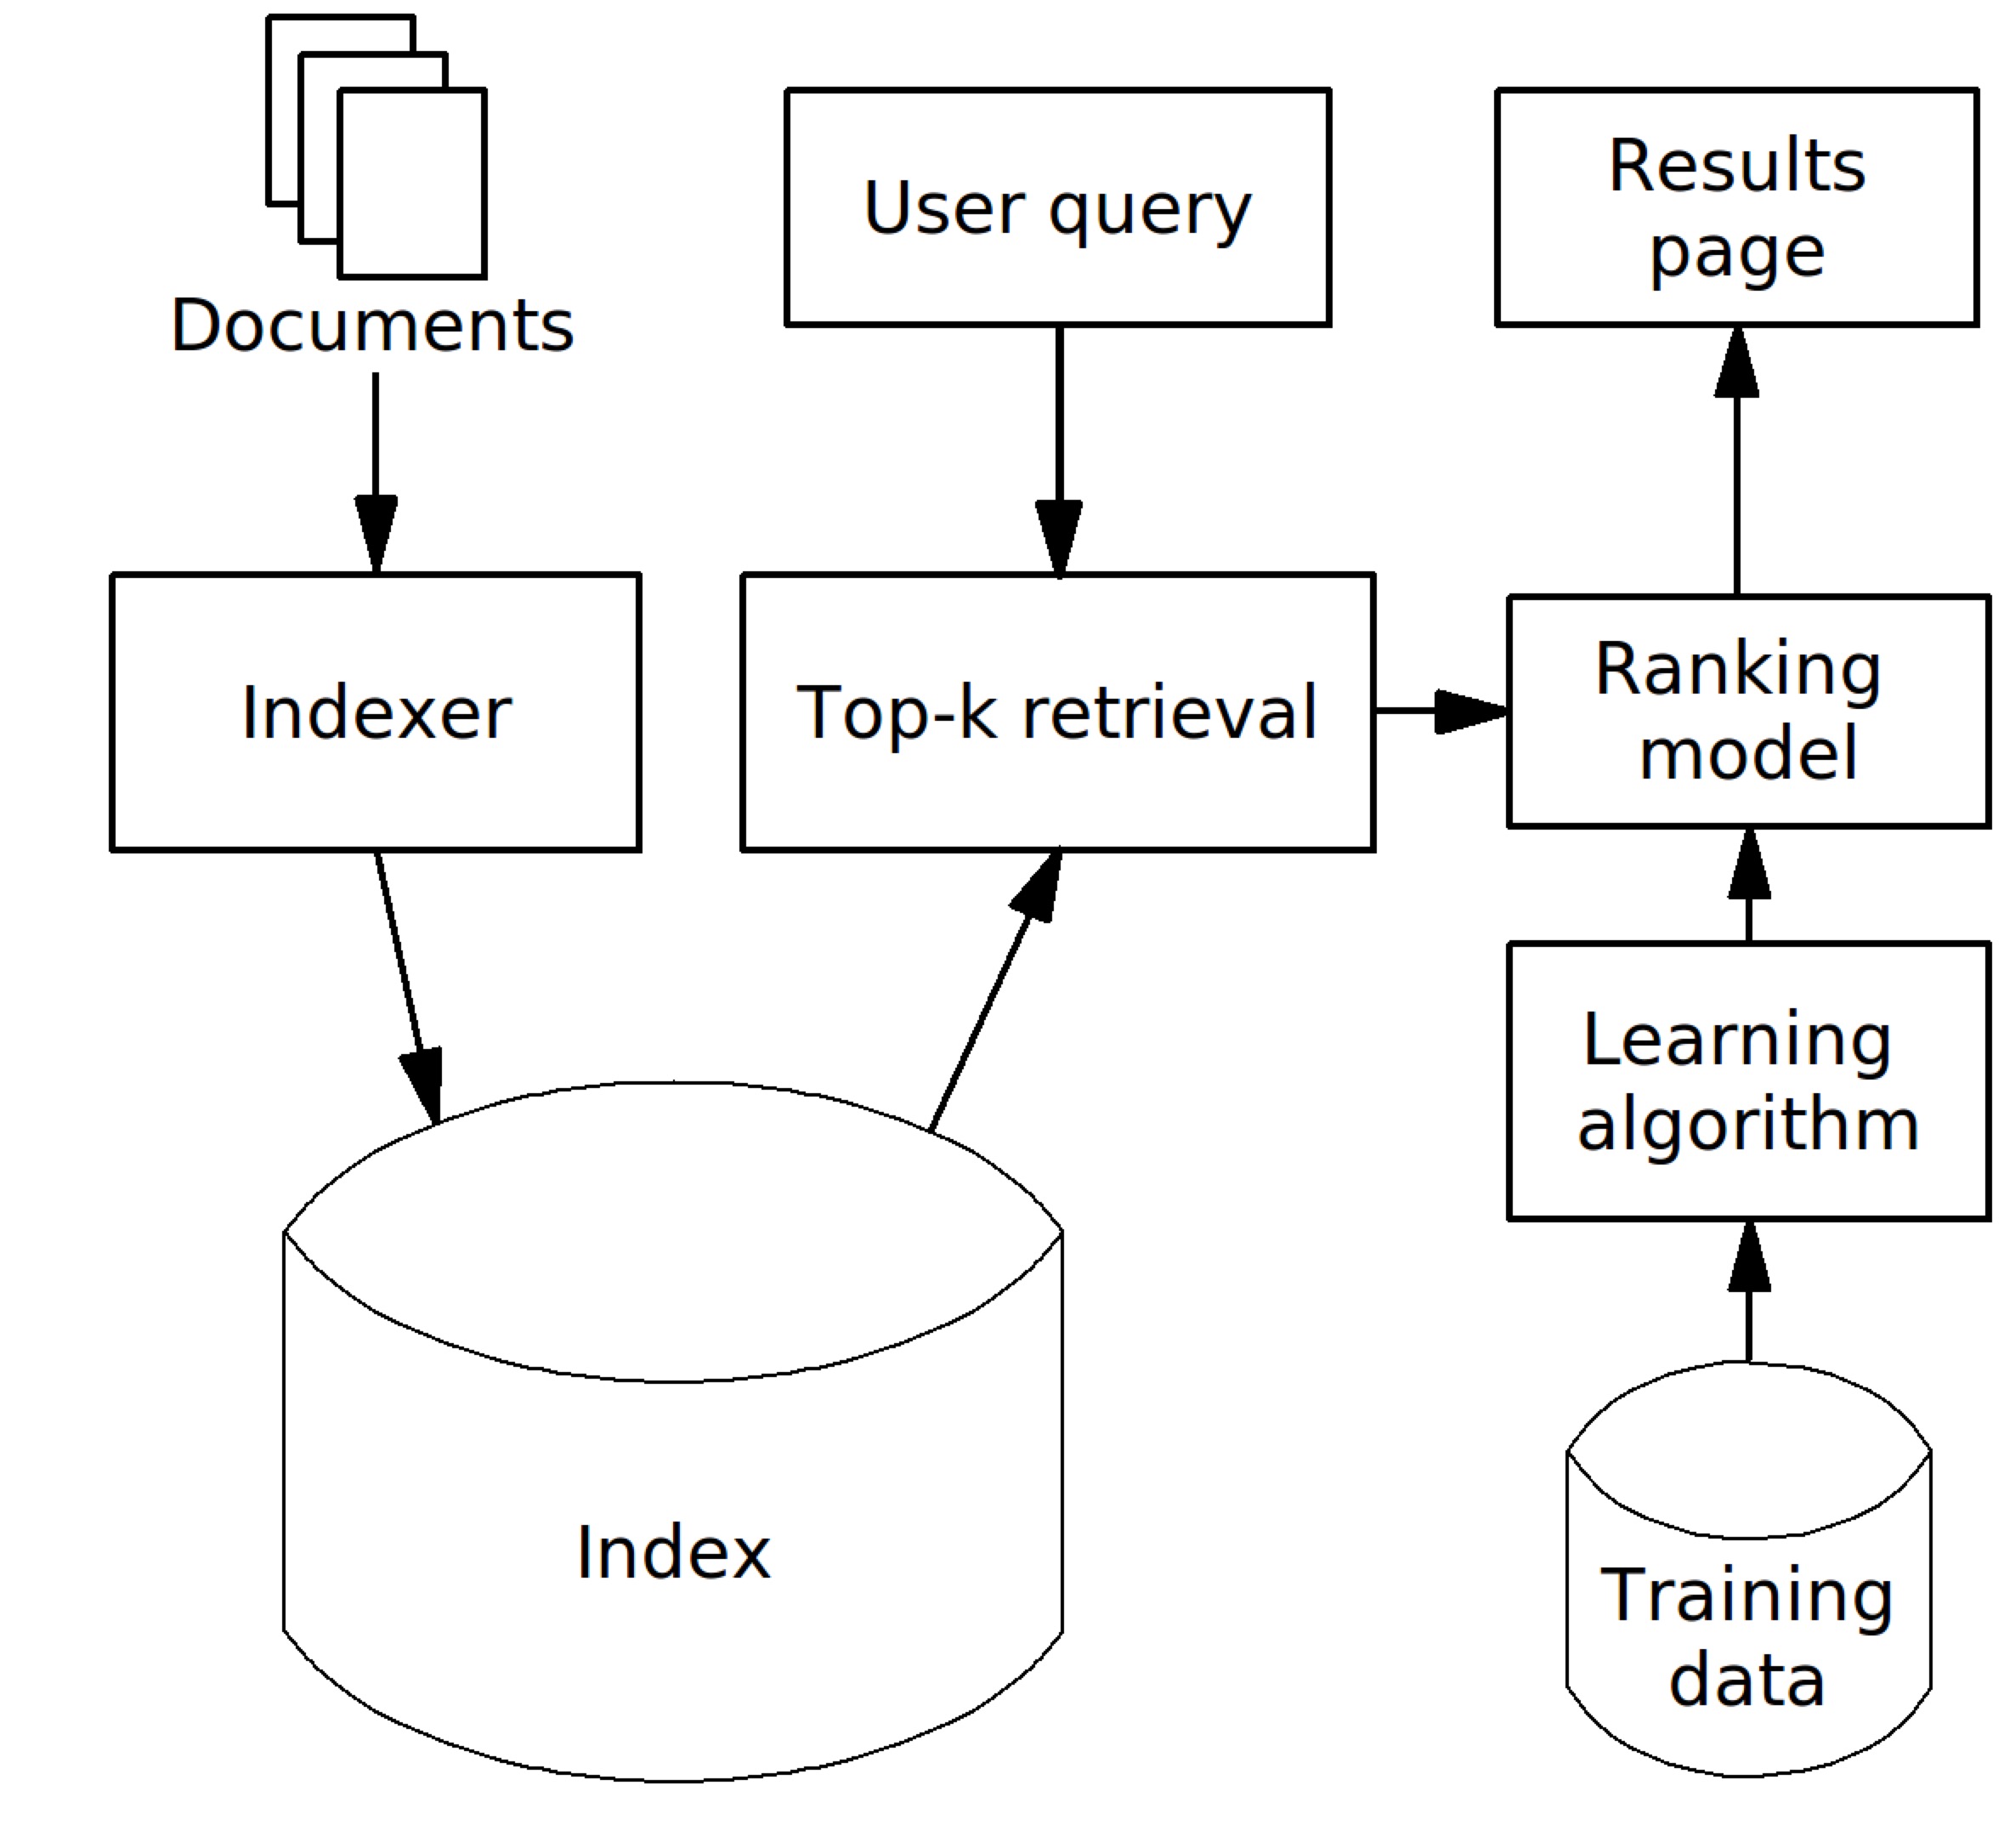 Documents
User query
Results
page
Indexer
Top-k retrieval
Ranking
model
Learning
algorithm
Index
Training
data